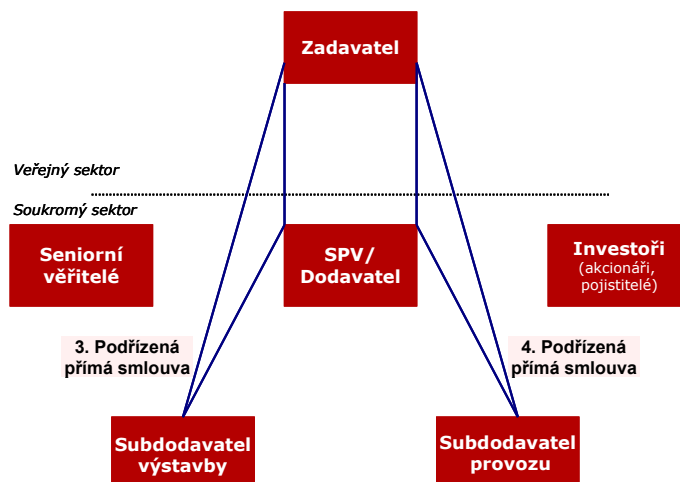 Zadavatel
Veřejný sektor
Soukromý sektor
Seniorní
věřitelé
SPV/
Dodavatel
Investoři
(akcionáři,
pojistitelé)
3. Podřízená
přímá smlouva
4. Podřízená
přímá smlouva
Subdodavatel
výstavby
Subdodavatel
provozu